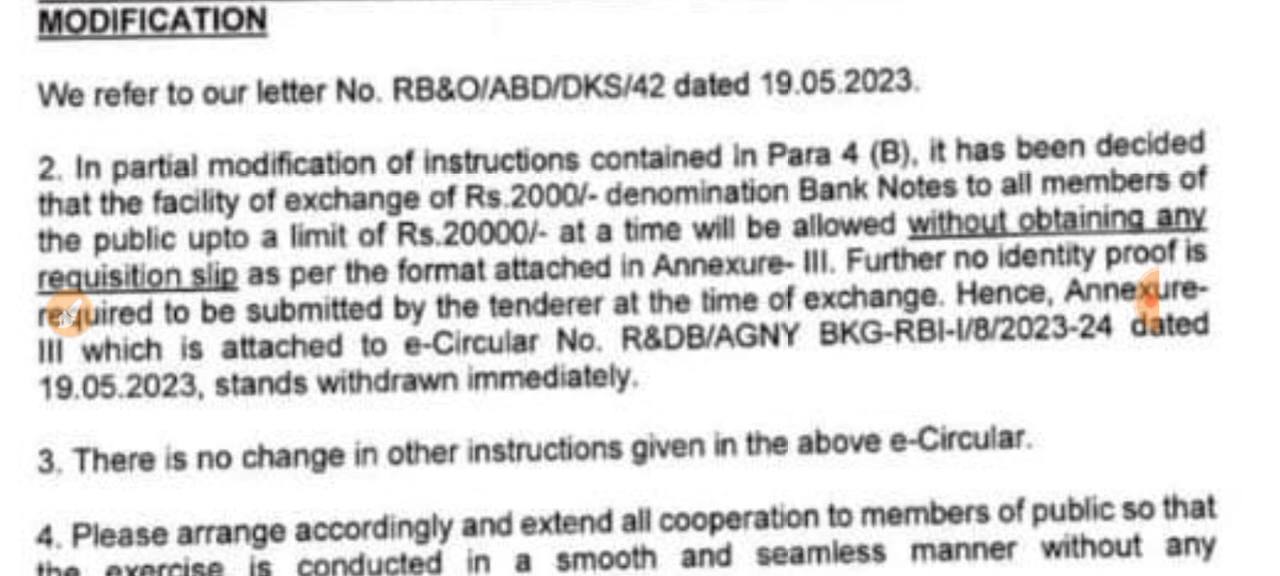 MODIFICATION
We refer to our letter No. RB&O/ABD/DKS/42 dated 19.05.2023.
2. In partial modification of instructions contained in Para 4 (B), it has been decided
that the facility of exchange of Rs.2000/- denomination Bank Notes to all members of
the public upto a limit of Rs.20000/- at a time will be allowed without obtaining any
requisition slip as per the format attached in Annexure- III. Further no identity proof is
required to be submitted by the tenderer at the time of exchange. Hence, Annexure-
III which is attached to e-Circular No. R&DB/AGNY BKG-RBI-I/8/2023-24 dated
19.05.2023, stands withdrawn immediately.
3. There is no change in other instructions given in the above e-Circular.
4. Please arrange accordingly and extend all cooperation to members of public so that
the exercise is conducted in a smooth and seamless manner without any